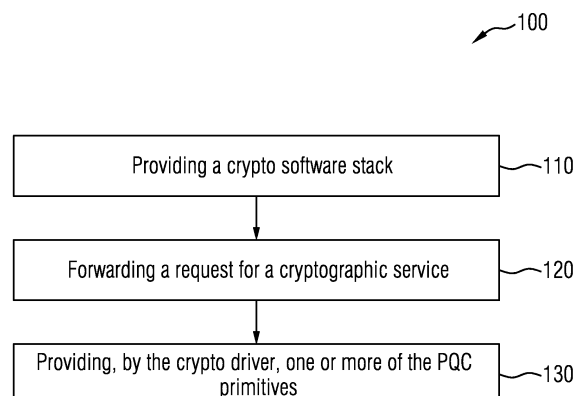 100
Providing a crypto software stack
110
Forwarding a request for a cryptographic service
120
Providing, by the crypto driver, one or more of the PQC
primitives
130